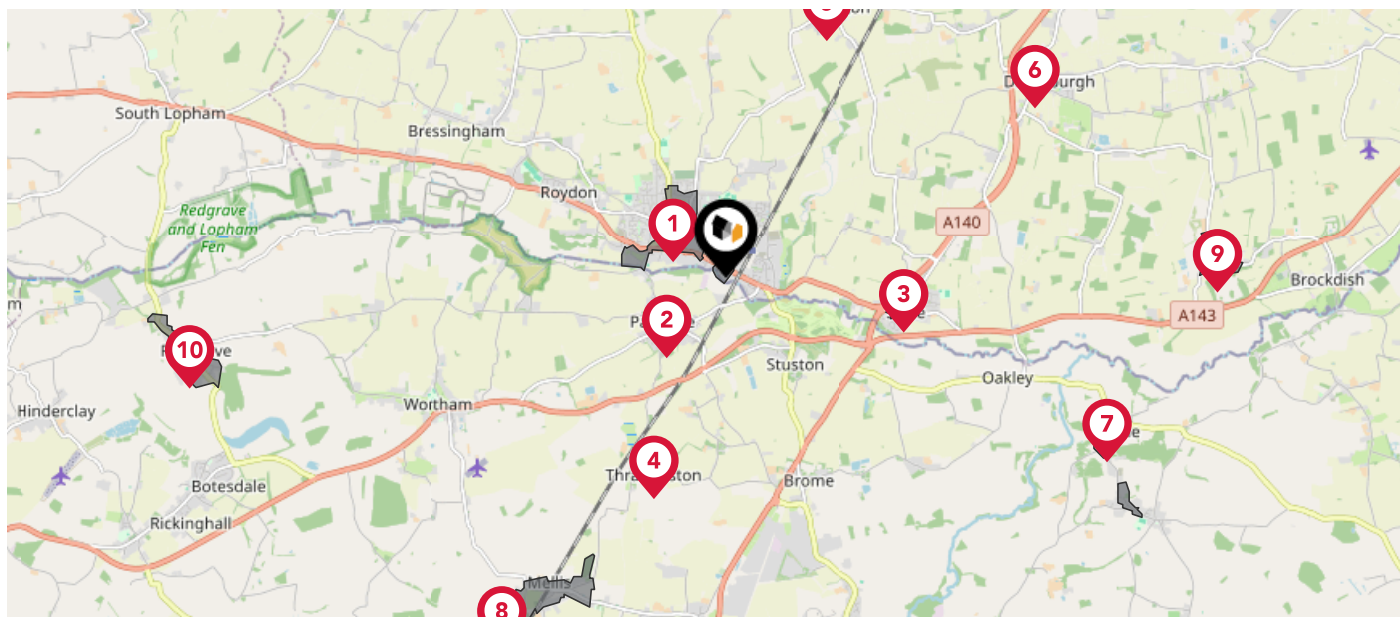 6
South Lopham
Bressingham
Roydon
Redgrave
and Lopham
Fen
1
A140
9
Brockdish
3
A143
2
10
Stuston
Oakley
Hinderclay
Wortham
7
4
Botesdale
Brome
Rickinghall
Mellis
8